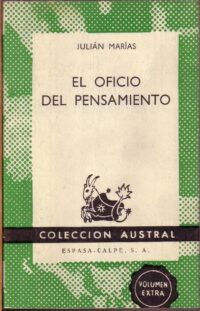 JULIÁN MARÍAS
EL OFICIO
DEL PENSAMIENTO
COLECCION AUSTRAL
ESPASA-CALPE, S. A.
VOLUMEN
EXTRA